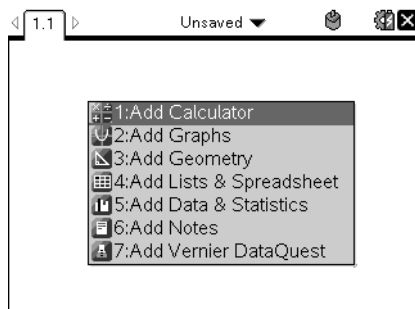 1.1 Unsaved
1:Add Calculator
2:Add Graphs
3:Add Geometry
4:Add Lists & Spreadsheet
5:Add Data & Statistics
6:Add Notes
7:Add Vernier DataQuest